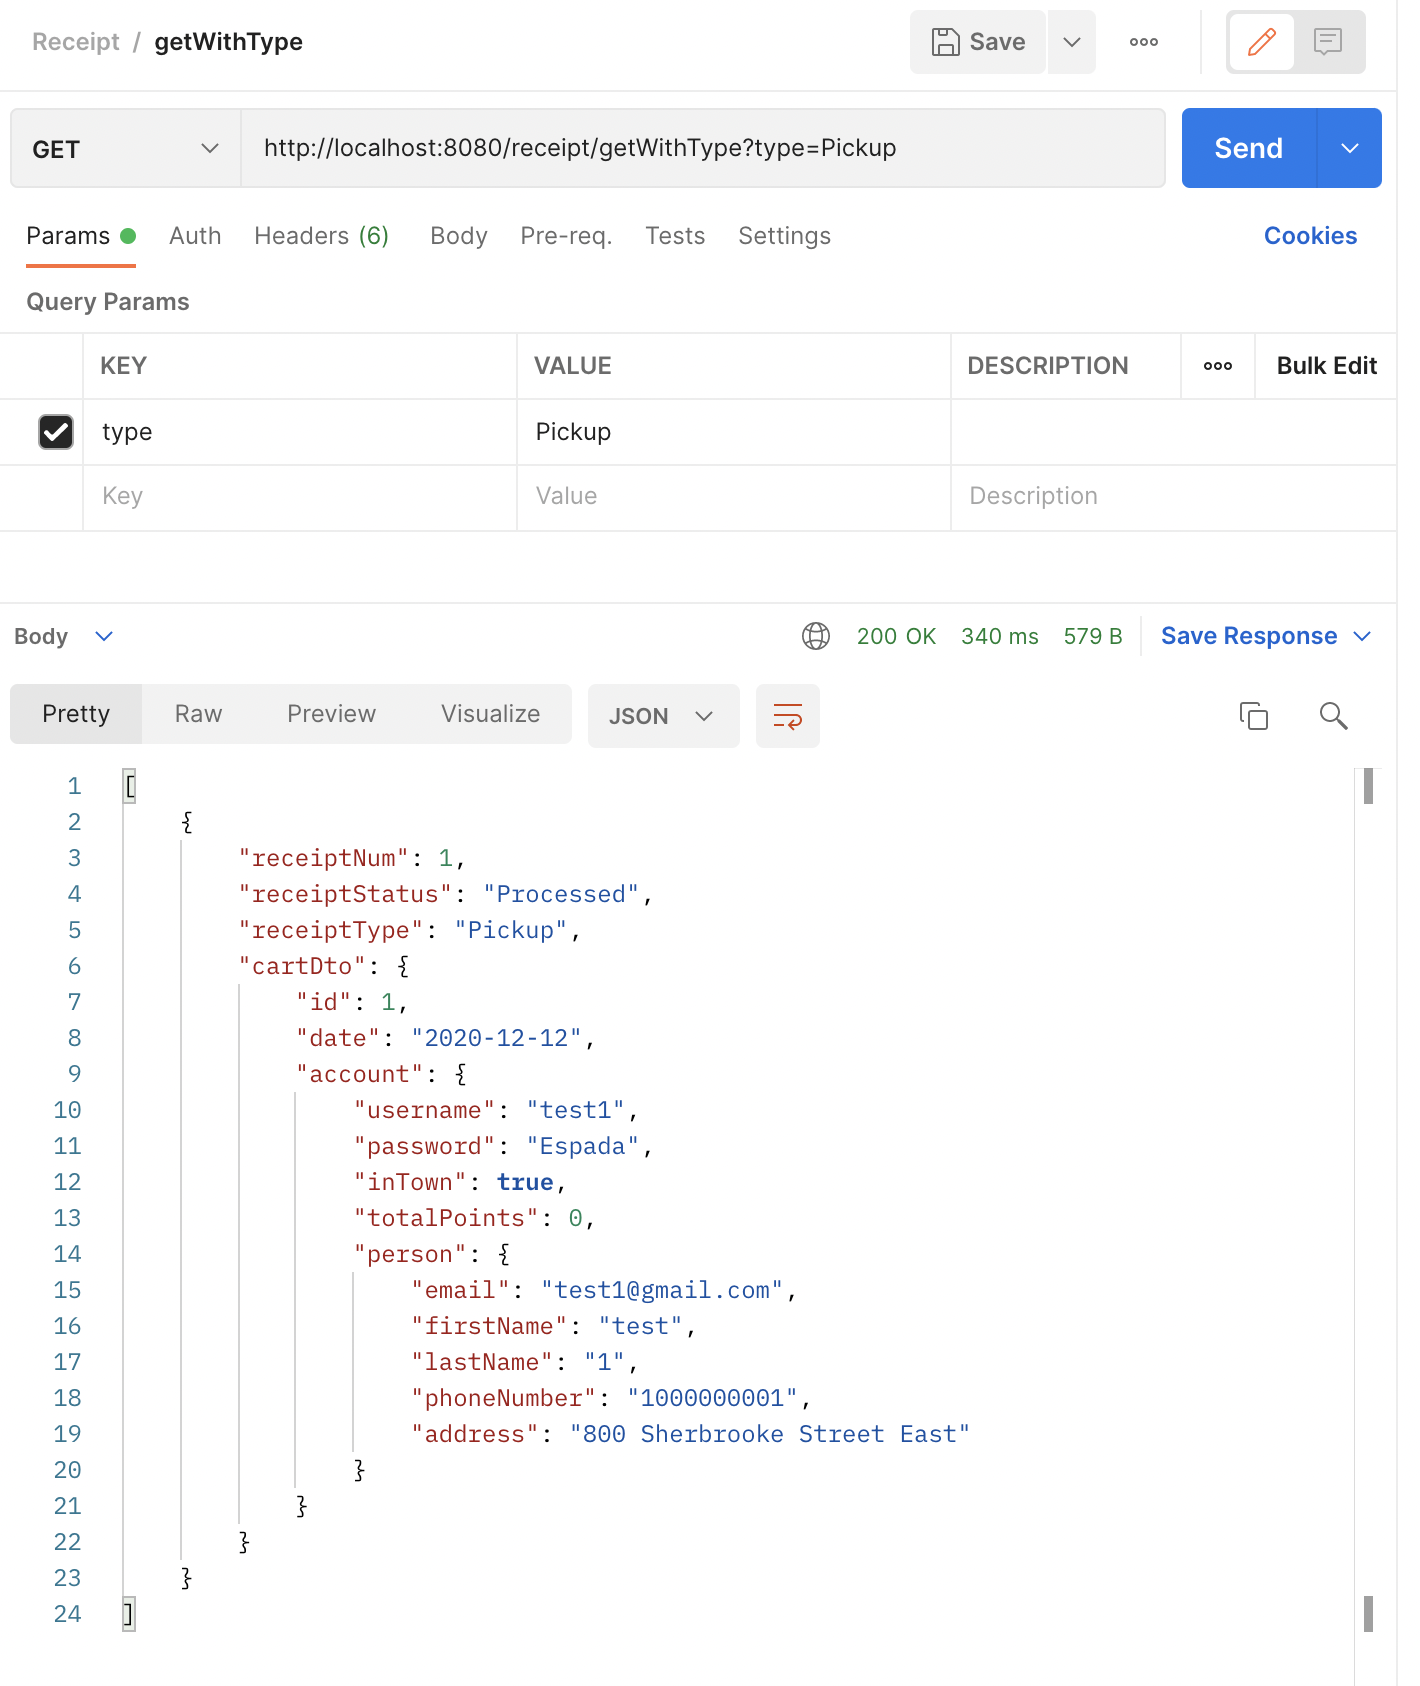 Receipt / getWithType
Save
GET
http://localhost:8080/receipt/getWithType?type=Pickup
Send
Params Auth Headers (6) Body Pre-req. Tests Settings Cookies
Query Params
KEY VALUE DESCRIPTION Bulk Edit
type Pickup
Key Value Description
Body 200 OK 340 ms 579 B Save Response
Pretty Raw Preview Visualize JSON
1 [
2 {
3 "receiptNum": 1,
4 "receiptStatus": "Processed",
5 "receiptType": "Pickup",
6 "cartDto": {
7 "id": 1,
8 "date": "2020-12-12",
9 "account": {
10 "username": "test1",
11 "password": "Espada",
12 "inTown": true,
13 "totalPoints": 0,
14 "person": {
15 "email": "test1@gmail.com",
16 "firstName": "test",
17 "lastName": "1",
18 "phoneNumber": "1000000001",
19 "address": "800 Sherbrooke Street East"
20 }
21 }
22 }
23 }
24 ]